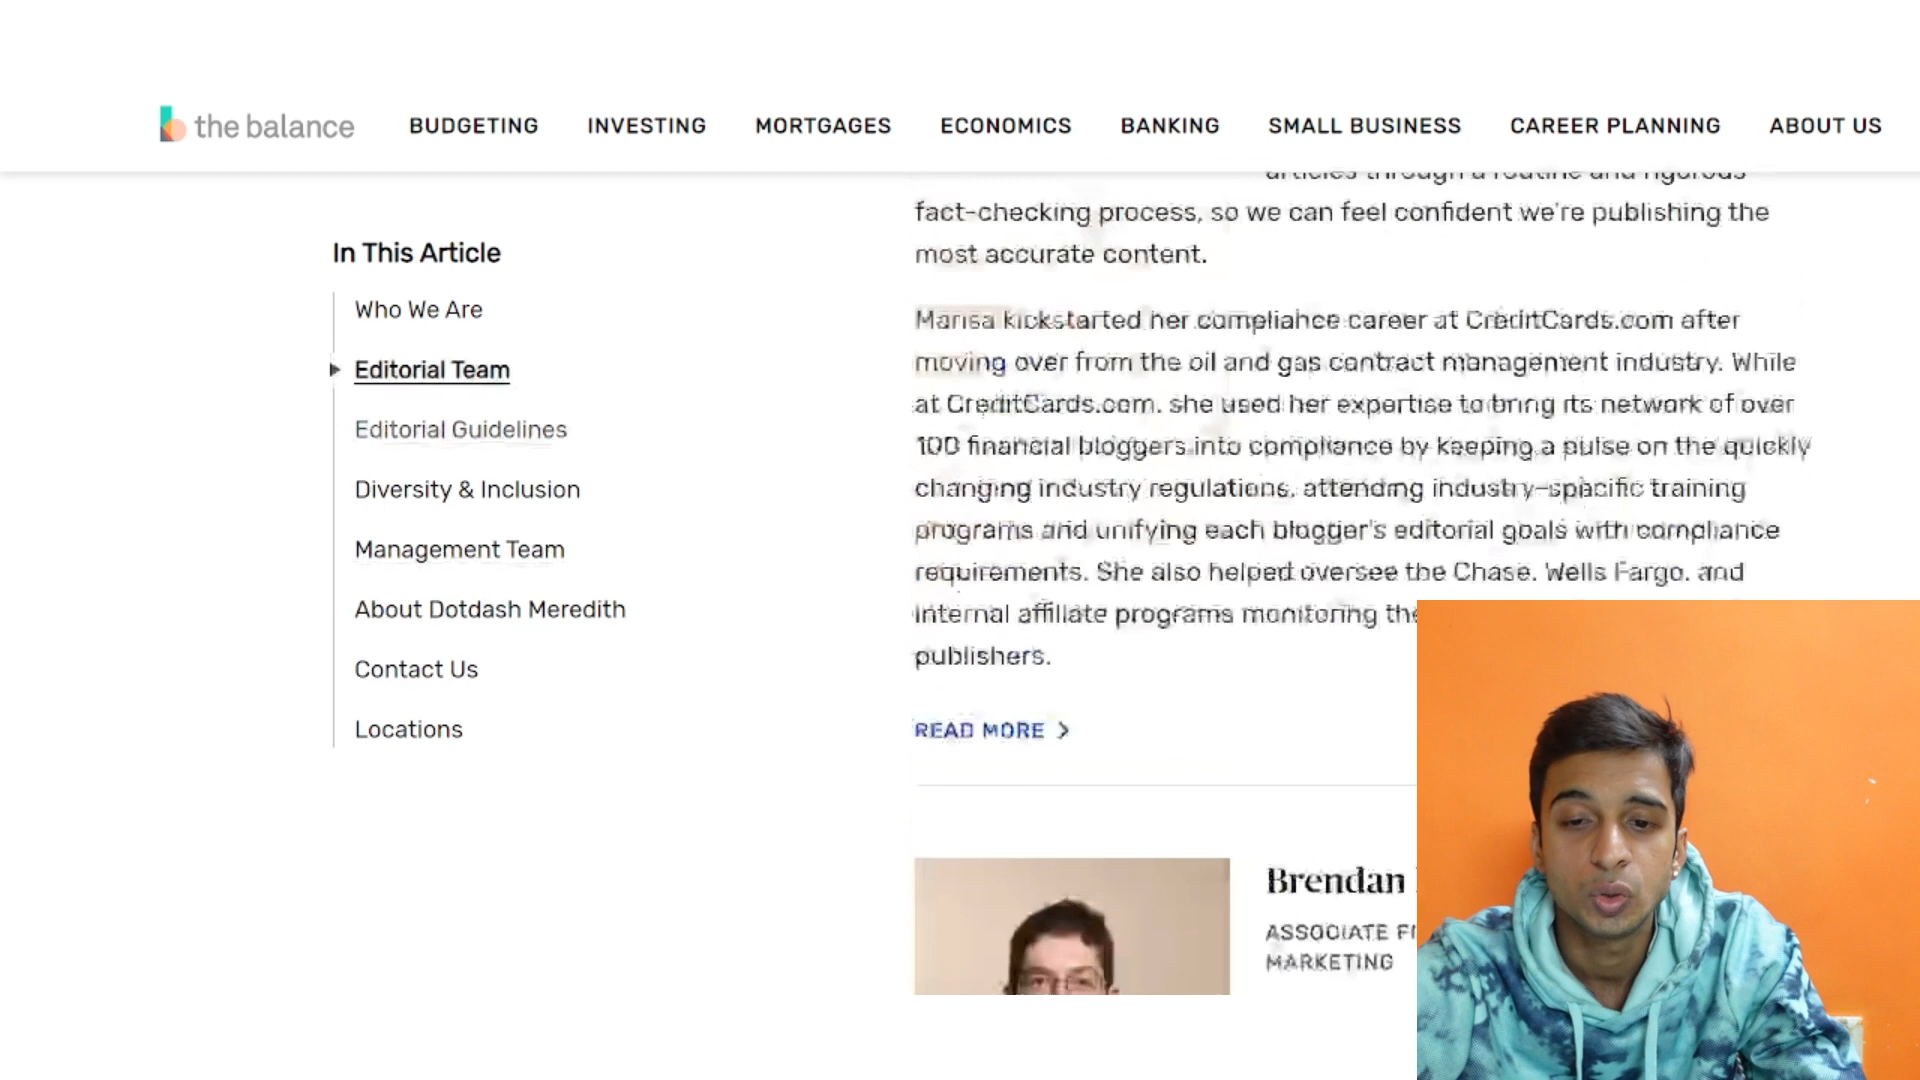 the balance
BUDGETING
INVESTING
MORTGAGES
ECONOMICS
BANKING
SMALL BUSINESS
CAREER PLANNING
ABOUT US
In This Article
Who We Are
Editorial Team
Editorial Guidelines
Diversity & Inclusion
Management Team
About Dotdash Meredith
Contact Us
Locations
articles through a routine and rigorous
fact-checking process, so we can feel confident we're publishing the
most accurate content.
Marisa kickstarted her compliance career at CreditCards.com after
moving over from the oil and gas contract management industry. While
at CreditCards.com, she used her expertise to bring its network of over
100 financial bloggers into compliance by keeping a pulse on the quickly
changing industry regulations, attending industry-specific training
programs and unifying each blogger's editorial goals with compliance
requirements. She also helped oversee the Chase, Wells Fargo, and
internal affiliate programs monitoring the
publishers.
READ MORE >
Brendan
ASSOCIATE
MARKETING